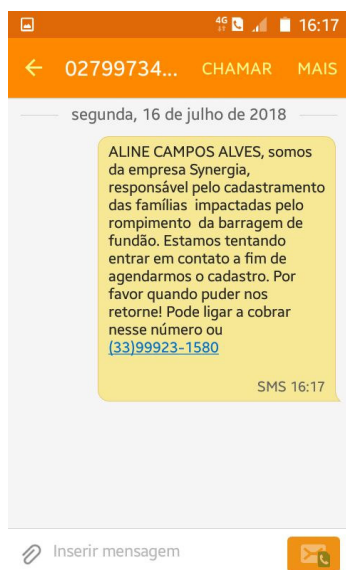 4G 16:17
02799734... CHAMAR MAIS
segunda, 16 de julho de 2018
ALINE CAMPOS ALVES, somos
da empresa Synergia,
responsável pelo cadastramento
das famílias impactadas pelo
rompimento da barragem de
fundão. Estamos tentando
entrar em contato a fim de
agendarmos o cadastro. Por
favor quando puder nos
retorne! Pode ligar a cobrar
nesse número ou
(33)99923-1580
SMS 16:17
Inserir mensagem